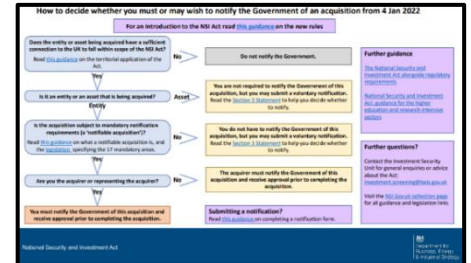 How to decide whether you must or may wish to notify the Government of an acquisition from 4 Jan 2022
For an introduction to the NSI Act read this guidance on the new rules
Does the entity or asset being acquired have a sufficient
connection to the UK to fall within scope of the NSI Act?
Read this guidance on the territorial application of the
Act.
No
Do not notify the Government.
Yes
Is it an entity or an asset that is being acquired?
Asset
You are not required to notify the Government of this
acquisition, but you may submit a voluntary notification.
Read the Section 3 Statement to help you decide whether
to notify.
Entity
Is the acquisition subject to mandatory notification
requirements (a 'notifiable acquisition')?
Read this guidance on what a notifiable acquisition is, and
the legislation, specifying the 17 mandatory areas.
No
You do not have to notify the Government of this
acquisition, but you may submit a voluntary notification.
Read the Section 3 Statement to help you decide whether
to notify.
Yes
Are you the acquirer or representing the acquirer?
No
The acquirer must notify the Government of this
acquisition and receive approval prior to completing the
acquisition.
Yes
You must notify the Government of this acquisition and
receive approval prior to completing the acquisition.
Submitting a notification?
Read this guidance on completing a notification form.
Further guidance
The National Security and
Investment Act alongside regulatory
requirements
National Security and Investment
Act: guidance for the higher
education and research-intensive
sectors
Further questions?
Contact the Investment Security
Unit for general enquiries or advice
about the Act:
investment.screening@beis.gov.uk
Visit the NSI Gov.uk collection page
for all guidance and legislation links
National Security and Investment Act
Department for
Business, Energy
& Industrial Strategy